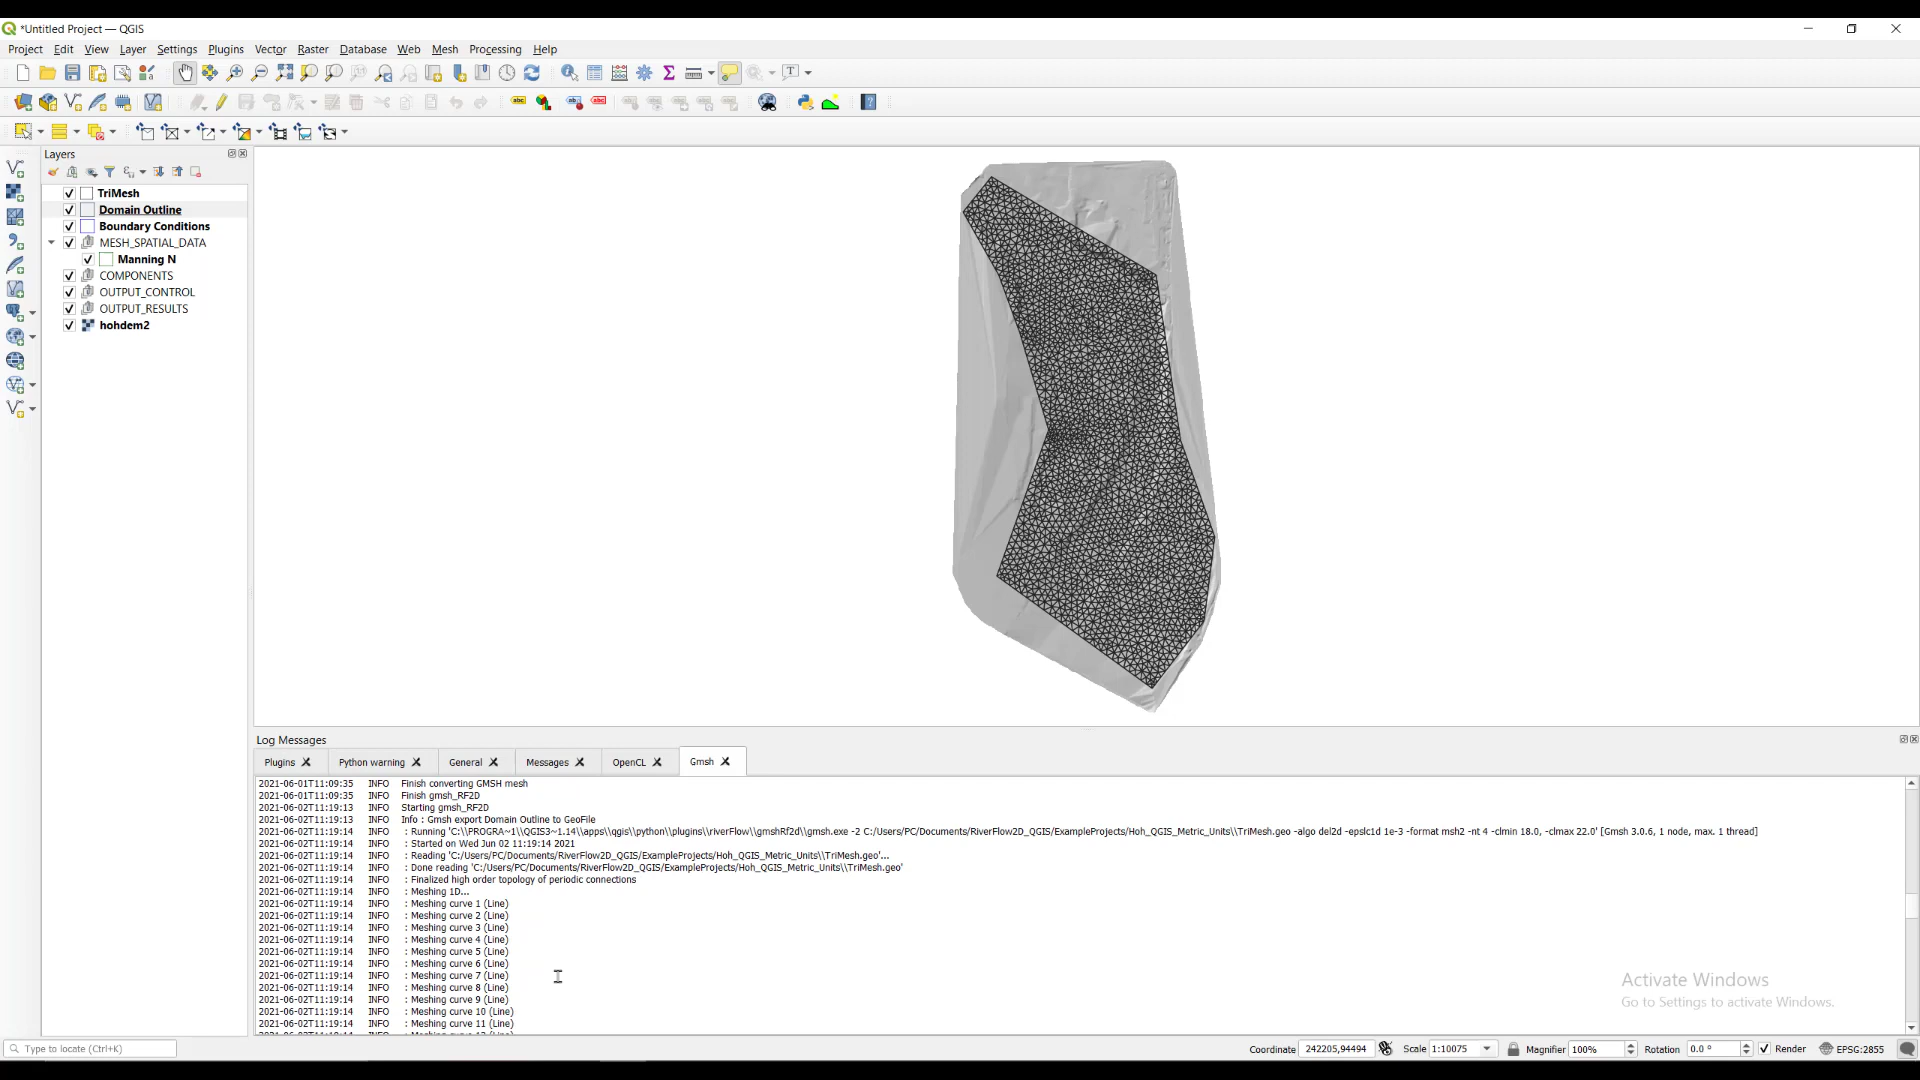 *Untitled Project — QGIS
Project Edit View Layer Settings Plugins Vector Raster Database Web Mesh Processing Help
Layers
TriMesh
Domain Outline
Boundary Conditions
MESH_SPATIAL_DATA
Manning N
COMPONENTS
OUTPUT_CONTROL
OUTPUT_RESULTS
hohdem2
Log Messages
Plugins Python warning General Messages OpenCL Gmsh
2021-06-01T11:09:35 INFO Finish converting GMSH mesh
2021-06-01T11:09:35 INFO Finish gmsh_RF2D
2021-06-02T11:19:13 INFO Starting gmsh_RF2D
2021-06-02T11:19:13 INFO Info : Gmsh export Domain Outline to GeoFile
2021-06-02T11:19:14 INFO : Running 'C:\\PROGRA~1\\QGIS3~1.14\\apps\\qgis\\python\\plugins\\riverFlow\\gmshRf2d\\gmsh.exe -2 C:/Users/PC/Documents/RiverFlow2D_QGIS/ExampleProjects/Hoh_QGIS_Metric_Units\\TriMesh.geo -algo del2d -epslc1d 1e-3 -format msh2 -nt 4 -clmin 18.0, -clmax 22.0' [Gmsh 3.0.6, 1 node, max. 1 thread]
2021-06-02T11:19:14 INFO : Started on Wed Jun 02 11:19:14 2021
2021-06-02T11:19:14 INFO : Reading 'C:/Users/PC/Documents/RiverFlow2D_QGIS/ExampleProjects/Hoh_QGIS_Metric_Units\\TriMesh.geo'...
2021-06-02T11:19:14 INFO : Done reading 'C:/Users/PC/Documents/RiverFlow2D_QGIS/ExampleProjects/Hoh_QGIS_Metric_Units\\TriMesh.geo'
2021-06-02T11:19:14 INFO : Finalized high order topology of periodic connections
2021-06-02T11:19:14 INFO : Meshing 1D...
2021-06-02T11:19:14 INFO : Meshing curve 1 (Line)
2021-06-02T11:19:14 INFO : Meshing curve 2 (Line)
2021-06-02T11:19:14 INFO : Meshing curve 3 (Line)
2021-06-02T11:19:14 INFO : Meshing curve 4 (Line)
2021-06-02T11:19:14 INFO : Meshing curve 5 (Line)
2021-06-02T11:19:14 INFO : Meshing curve 6 (Line)
2021-06-02T11:19:14 INFO : Meshing curve 7 (Line)
2021-06-02T11:19:14 INFO : Meshing curve 8 (Line)
2021-06-02T11:19:14 INFO : Meshing curve 9 (Line)
2021-06-02T11:19:14 INFO : Meshing curve 10 (Line)
2021-06-02T11:19:14 INFO : Meshing curve 11 (Line)
Activate Windows
Go to Settings to activate Windows.
Type to locate (Ctrl+K) Coordinate 242205,94494 Scale 1:10075 Magnifier 100% Rotation 0.0 ° Render EPSG:2855